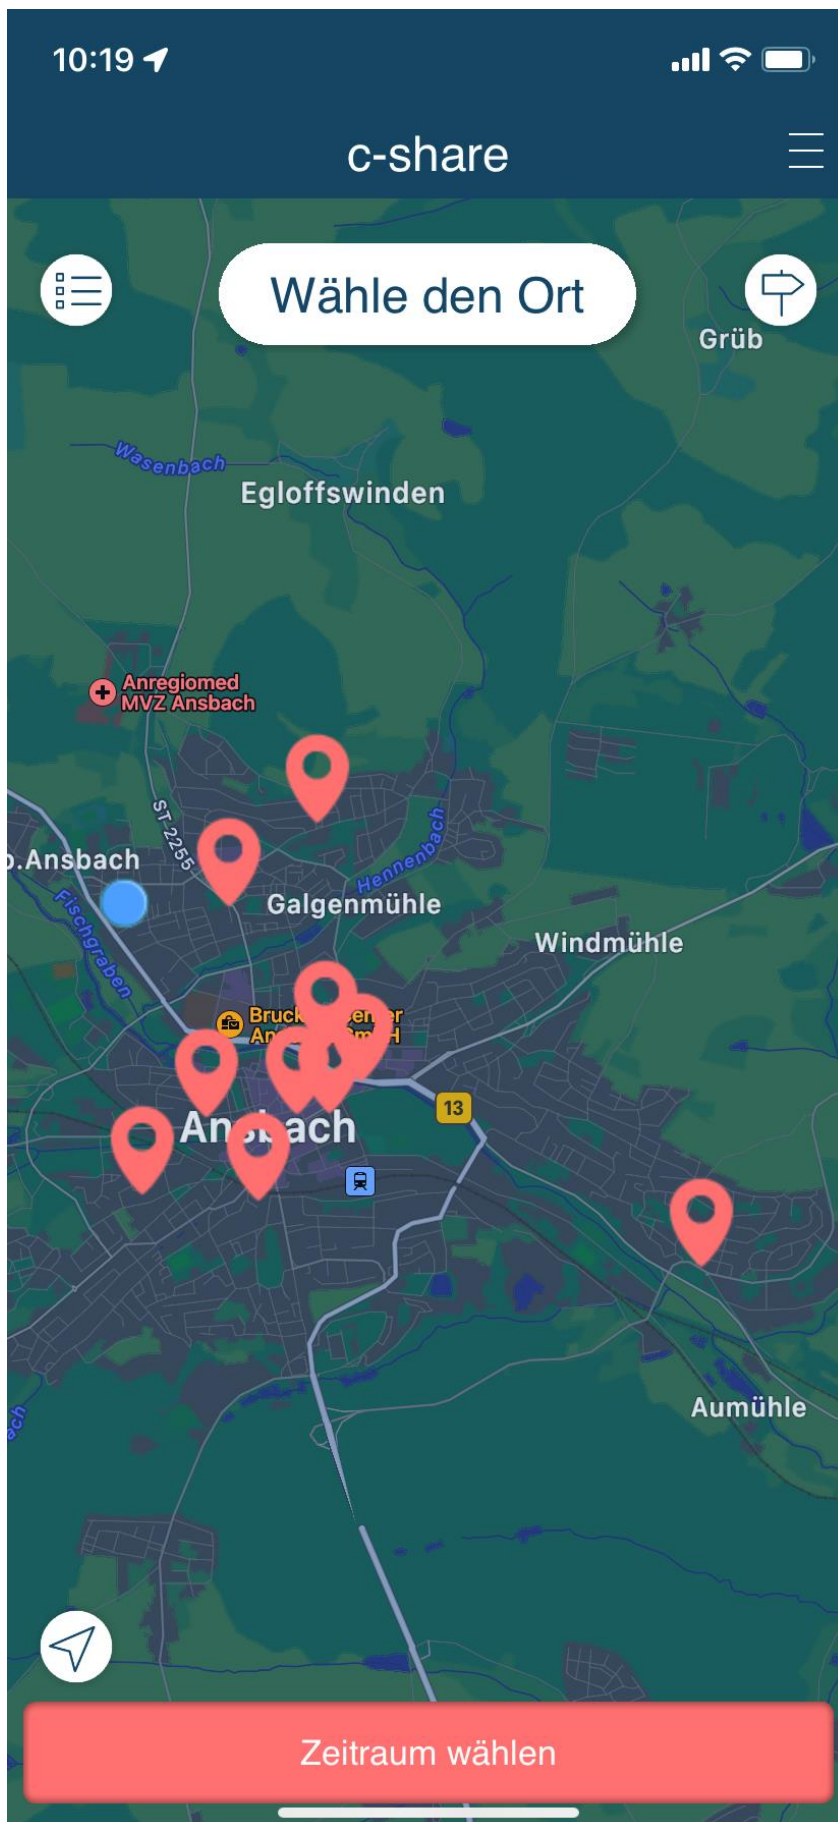 10:19
c-share
Wähle den Ort
Grüb
Wasenbach
Egloffswinden
Anregiomed
MVZ Ansbach
ST 2255
Hennenbach
b.Ansbach
Galgenmühle
Fischgraben
Windmühle
13
Ansbach
Aumühle
Zeitraum wählen